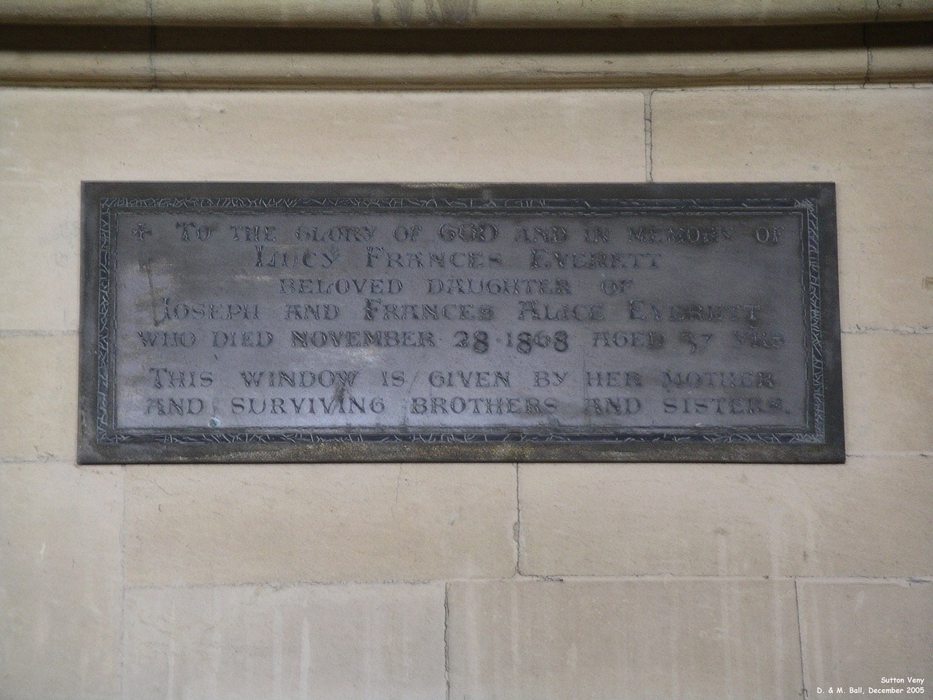 + TO THE GLORY OF GOD AND IN MEMORY OF
LUCY FRANCES EVERETT
BELOVED DAUGHTER OF
JOSEPH AND FRANCES ALICE EVERETT
WHO DIED NOVEMBER 28 · 1868 AGED 37 YRS
THIS WINDOW IS GIVEN BY HER MOTHER
AND SURVIVING BROTHERS AND SISTERS.
Sutton Veny
D. & M. Ball, December 2005